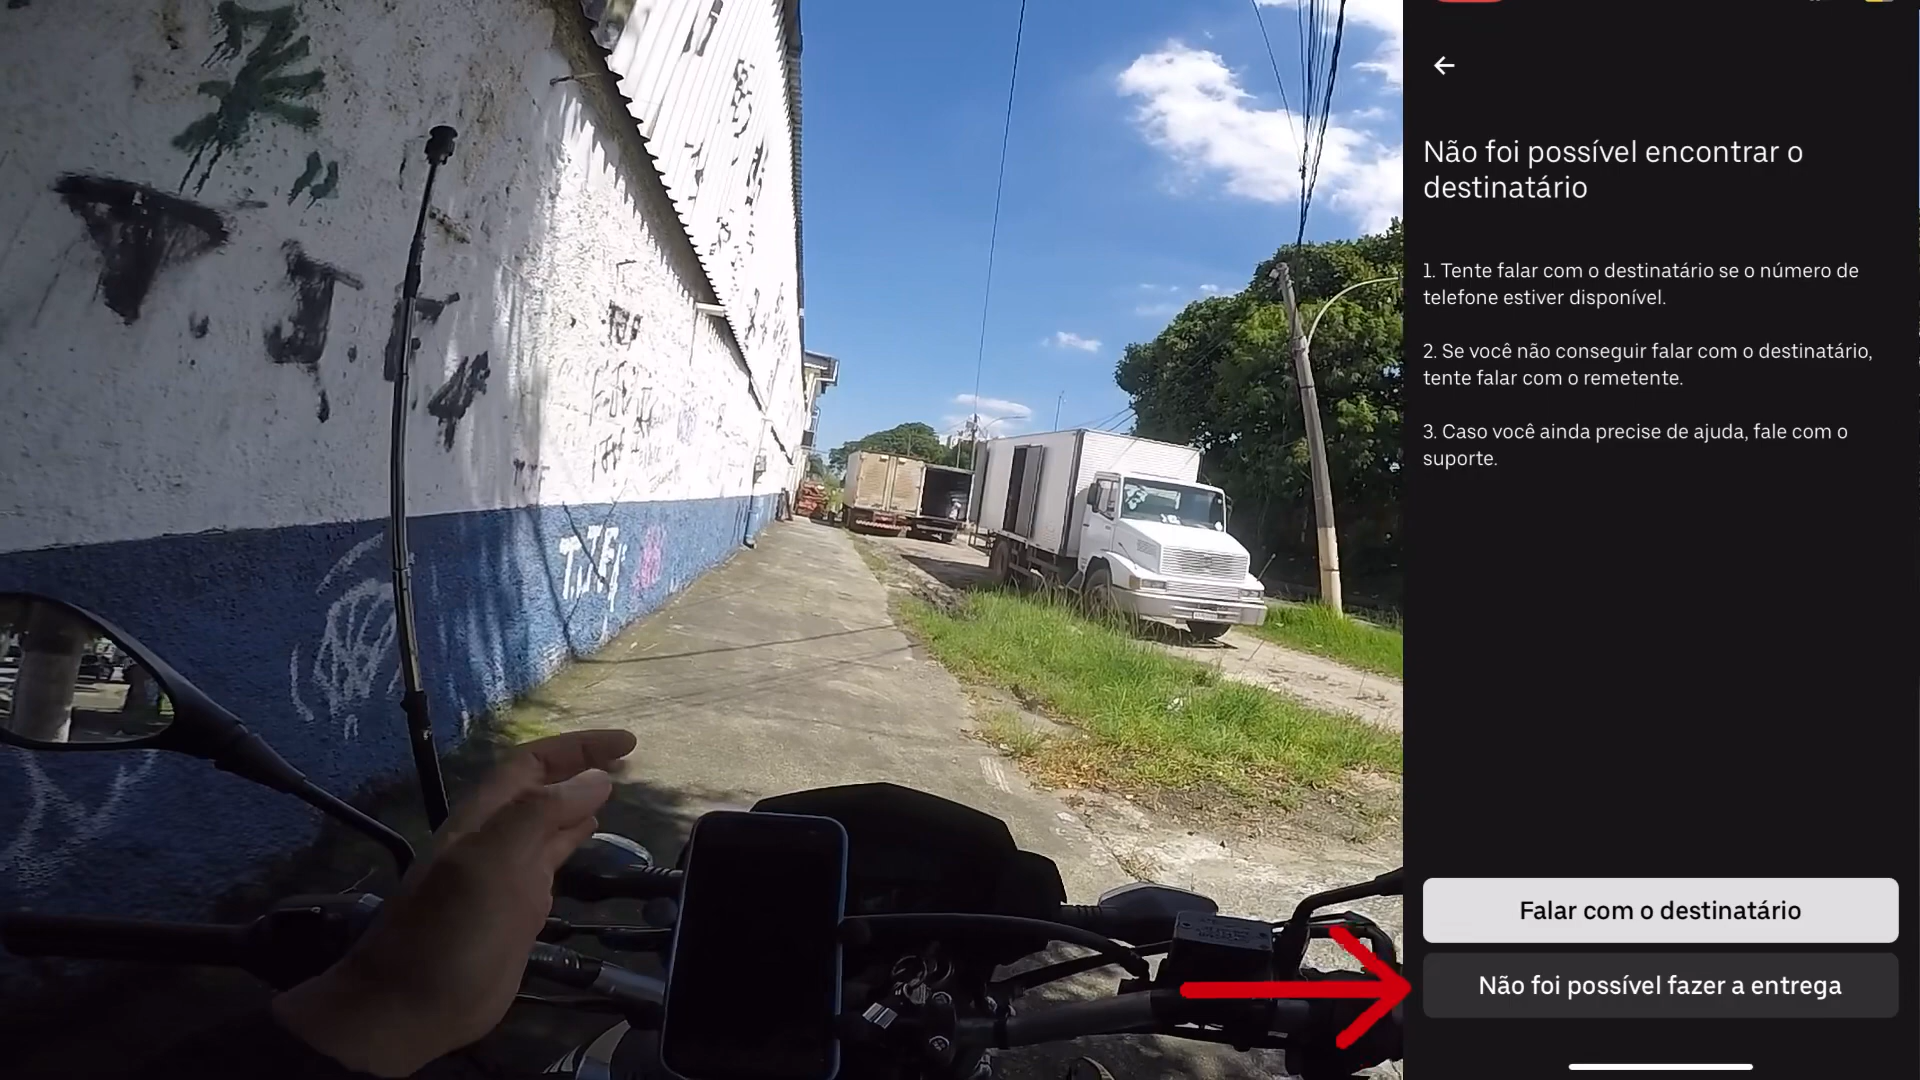 Não foi possível encontrar o
destinatário
1. Tente falar com o destinatário se o número de
telefone estiver disponível.
2. Se você não conseguir falar com o destinatário,
tente falar com o remetente.
3. Caso você ainda precise de ajuda, fale com o
suporte.
Falar com o destinatário
Não foi possível fazer a entrega